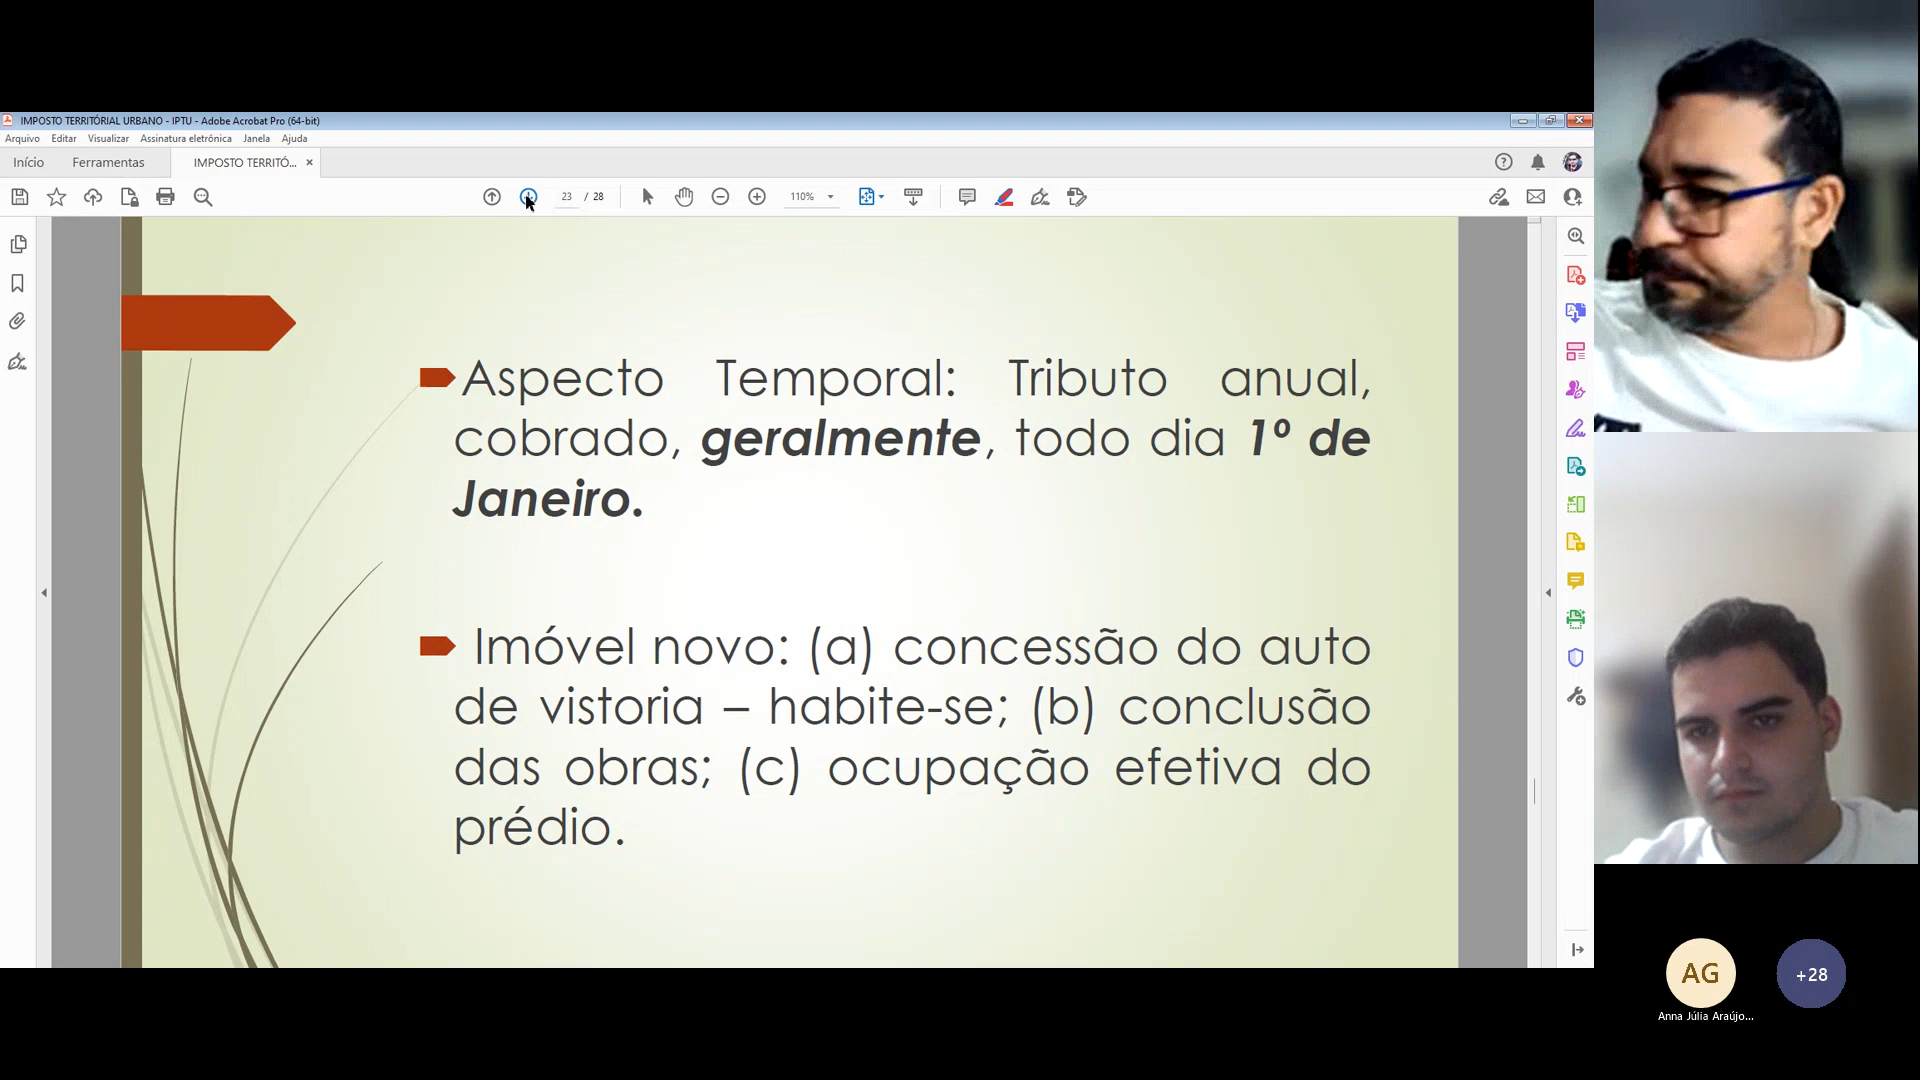 IMPOSTO TERRITÓRIAL URBANO - IPTU - Adobe Acrobat Pro (64-bit)
Arquivo Editar Visualizar Assinatura eletrônica Janela Ajuda
Início Ferramentas IMPOSTO TERRITÓ... ×
23 / 28 110%
Aspecto Temporal: Tributo anual,
cobrado, geralmente, todo dia 1º de
Janeiro.
Imóvel novo: (a) concessão do auto
de vistoria – habite-se; (b) conclusão
das obras; (c) ocupação efetiva do
prédio.
AG +28
Anna Júlia Araújo...